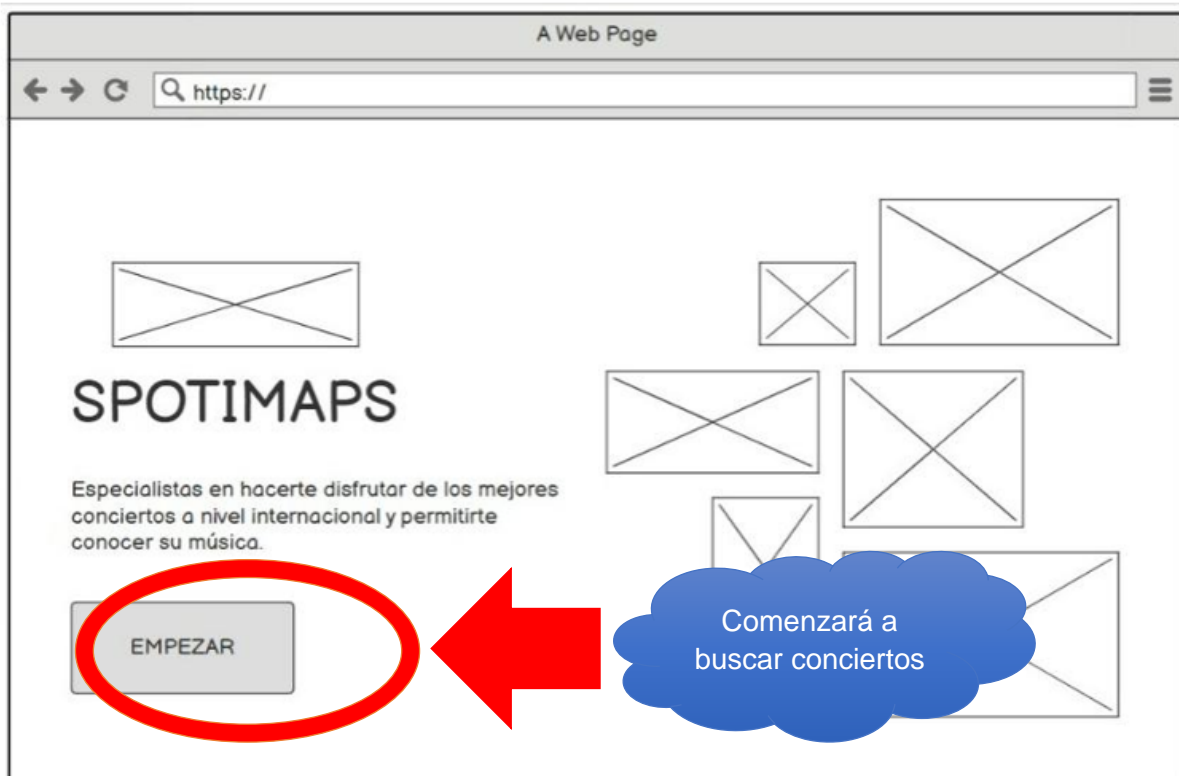 A Web Page
https://
SPOTIMAPS
Especialistas en hacerte disfrutar de los mejores
conciertos a nivel internacional y permitirte
conocer su música.
EMPEZAR
Comenzará a
buscar conciertos